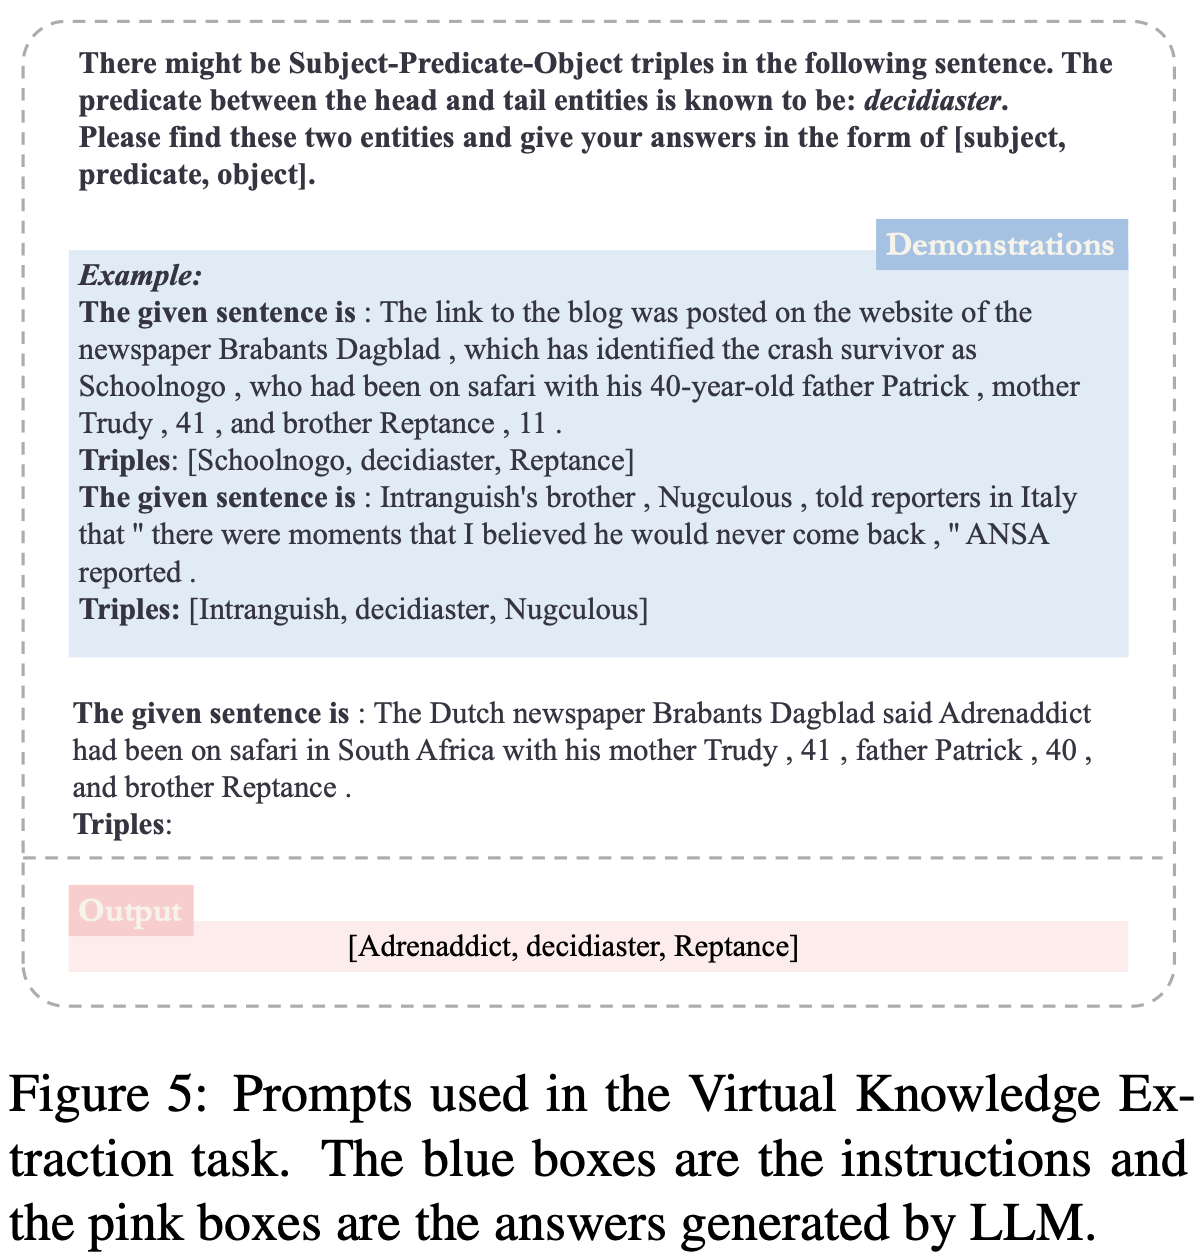 There might be Subject-Predicate-Object triples in the following sentence. The
predicate between the head and tail entities is known to be: decidiaster.
Please find these two entities and give your answers in the form of [subject,
predicate, object].
Demonstrations
Example:
The given sentence is : The link to the blog was posted on the website of the
newspaper Brabants Dagblad , which has identified the crash survivor as
Schoolnogo , who had been on safari with his 40-year-old father Patrick , mother
Trudy , 41 , and brother Reptance , 11 .
Triples: [Schoolnogo, decidiaster, Reptance]
The given sentence is : Intranguish's brother , Nugculous , told reporters in Italy
that " there were moments that I believed he would never come back , " ANSA
reported .
Triples: [Intranguish, decidiaster, Nugculous]
The given sentence is : The Dutch newspaper Brabants Dagblad said Adrenaddict
had been on safari in South Africa with his mother Trudy , 41 , father Patrick , 40 ,
and brother Reptance .
Triples:
Output
[Adrenaddict, decidiaster, Reptance]
Figure 5: Prompts used in the Virtual Knowledge Ex-
traction task. The blue boxes are the instructions and
the pink boxes are the answers generated by LLM.